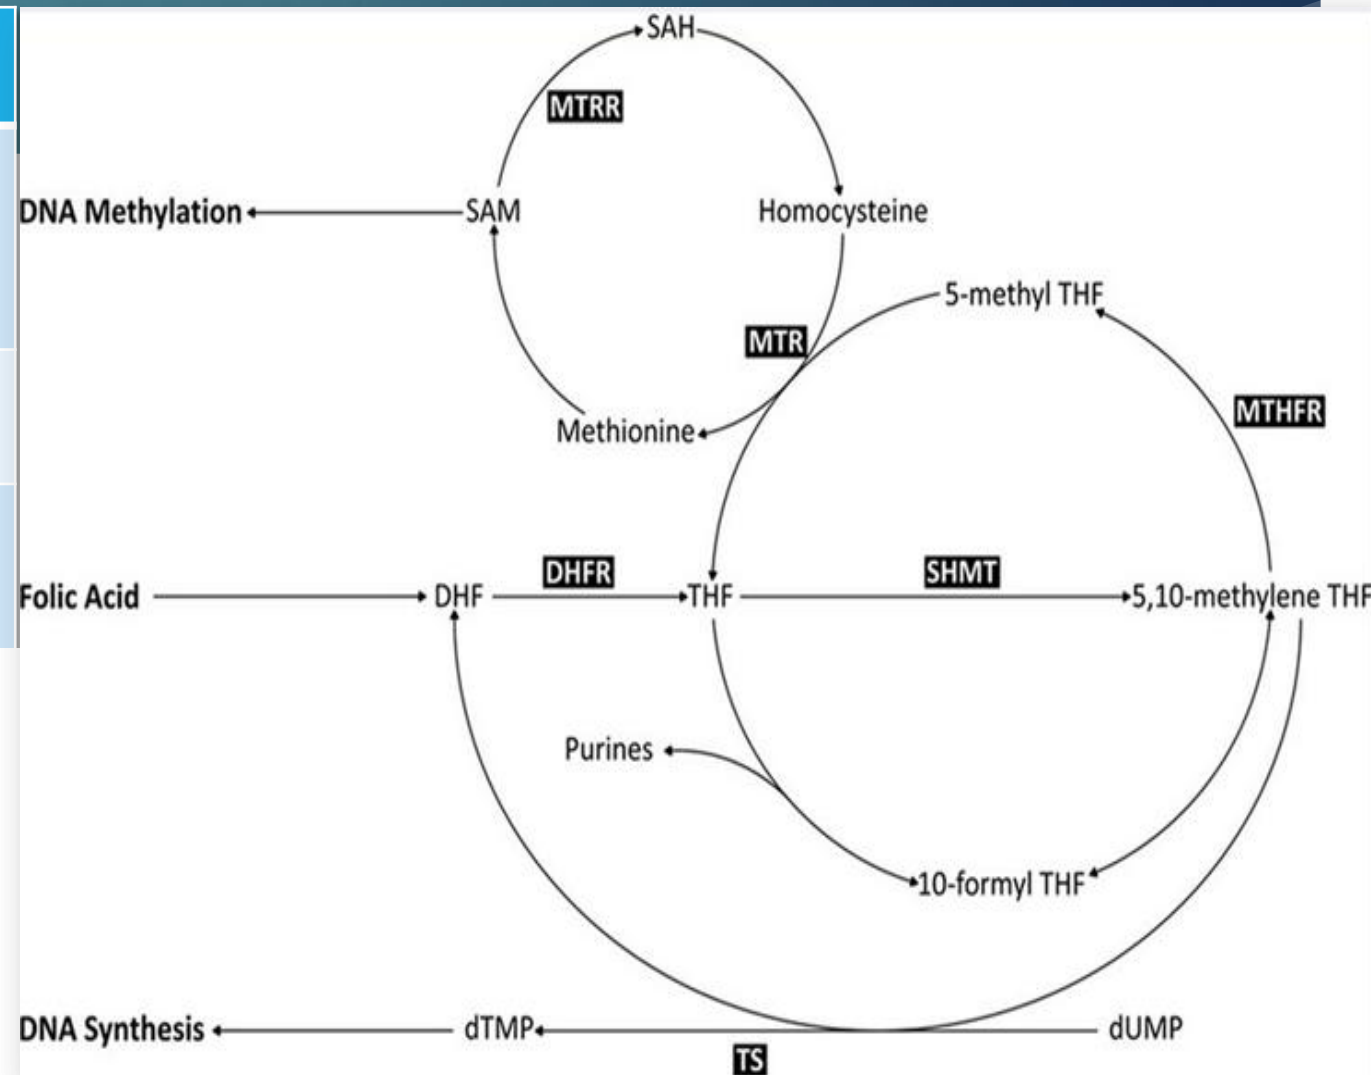 SAH
MTRR
DNA Methylation
SAM
Homocysteine
5-methyl THF
MTR
MTHFR
Methionine
DHFR
SHMT
Folic Acid
DHF
THF
5,10-methylene THF
Purines
10-formyl THF
DNA Synthesis
dTMP
dUMP
TS